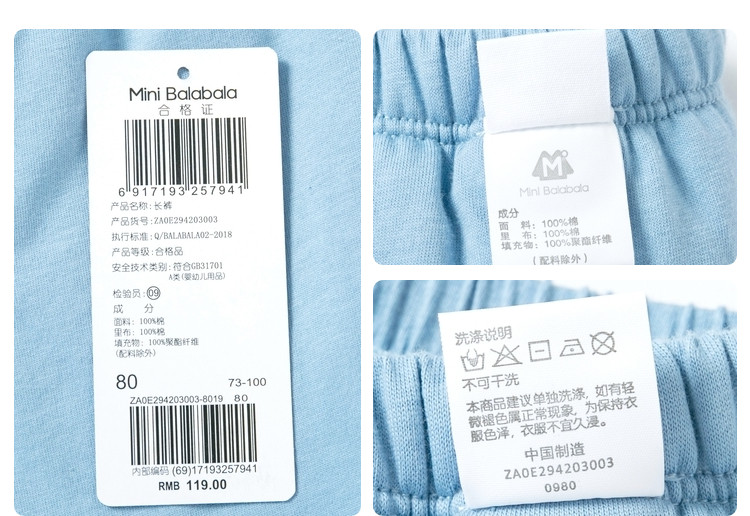 Mini Balabala
合格证
6 917193 257941
产品名称: 长裤
产品货号: ZA0E294203003
执行标准: Q/BALABALA02-2018
产品等级: 合格品
安全技术类别: 符合GB31701
A类(婴幼儿用品)
检验员: 09
成 分
面料: 100%棉
里布: 100%棉
填充物: 100%聚酯纤维
(配料除外)
80 73-100
ZA0E294203003-8019 80
内部编码 (69)17193257941
RMB 119.00
Mini Balabala
成分
面 料: 100%棉
里 布: 100%棉
填充物: 100%聚酯纤维
(配料除外)
洗涤说明
不可干洗
本商品建议单独洗涤, 如有轻
微褪色属正常现象, 为保持衣
服色泽, 衣服不宜久浸。
中国制造
ZA0E294203003
0980